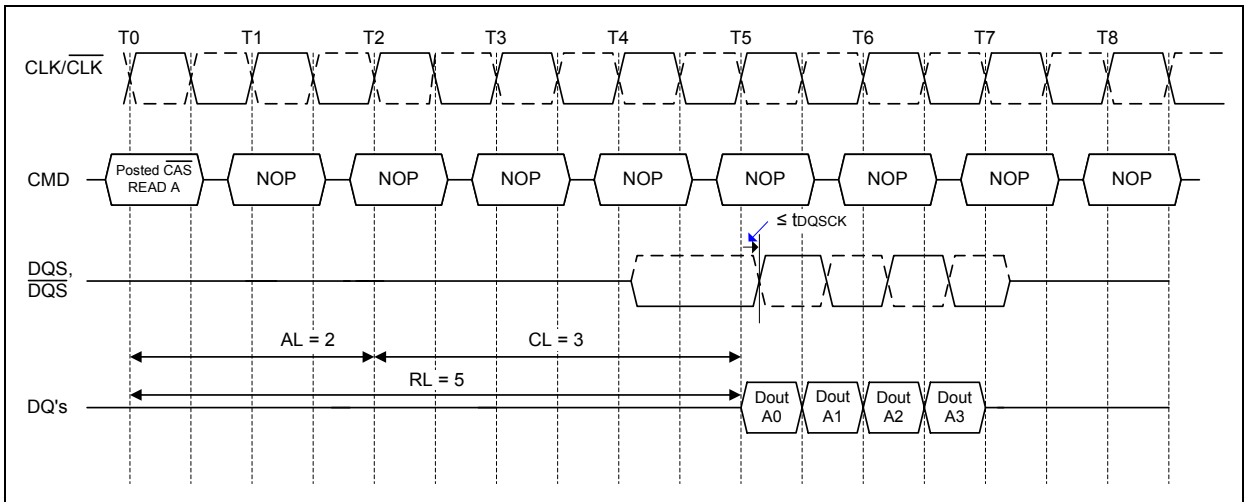 T0 T1 T2 T3 T4 T5 T6 T7 T8
CLK/CLK
CMD
Posted CAS
READ A
NOP NOP NOP NOP NOP NOP NOP NOP
≤ tDQSCK
DQS,
DQS
AL = 2 CL = 3
RL = 5
DQ's
Dout
A0
Dout
A1
Dout
A2
Dout
A3